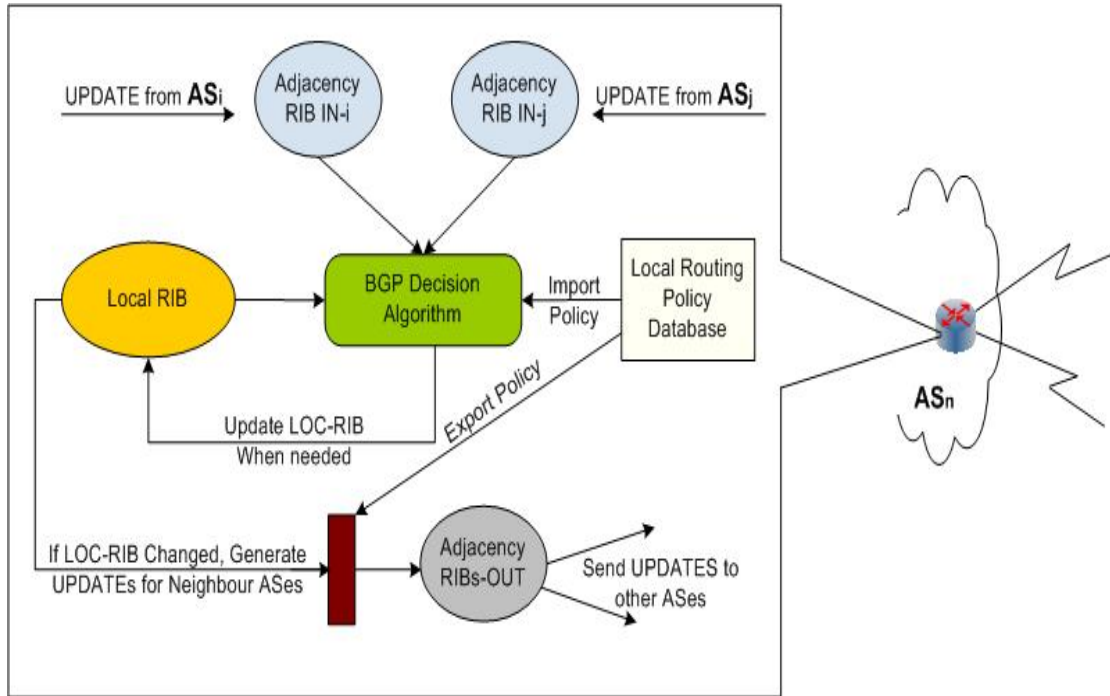 UPDATE from ASi
Adjacency
RIB IN-i
Adjacency
RIB IN-j
UPDATE from ASj
Local RIB
BGP Decision
Algorithm
Import
Policy
Local Routing
Policy
Database
Export Policy
Update LOC-RIB
When needed
ASn
If LOC-RIB Changed, Generate
UPDATEs for Neighbour ASes
Adjacency
RIBs-OUT
Send UPDATES to
other ASes